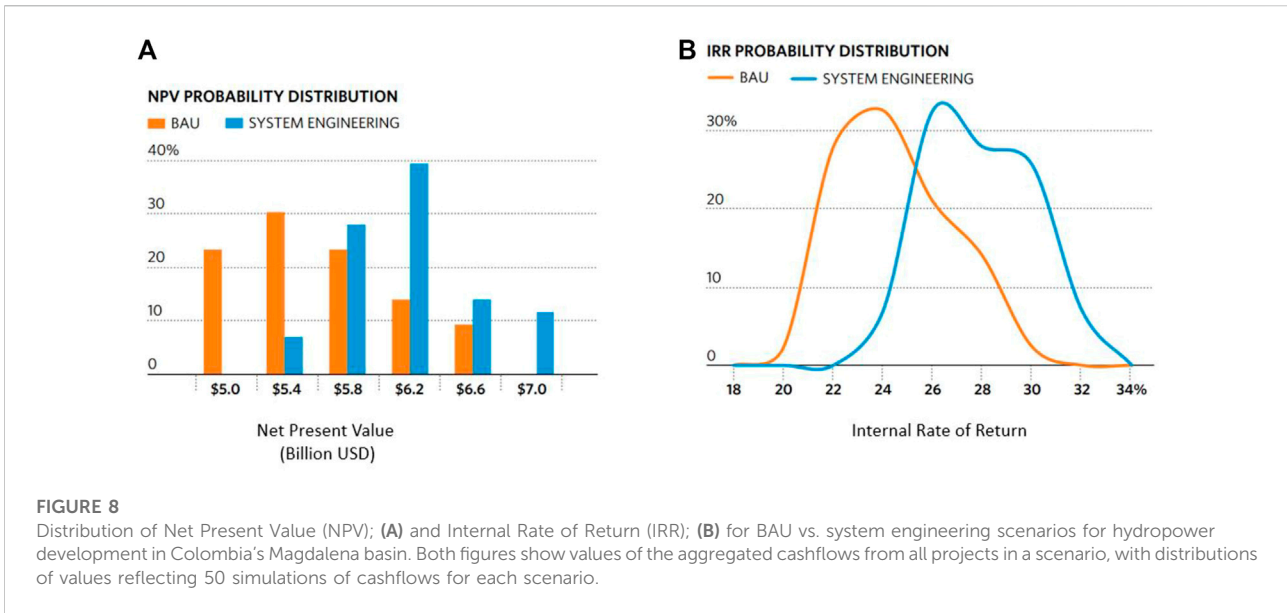 A
NPV PROBABILITY DISTRIBUTION
BAU SYSTEM ENGINEERING
40%
30
20
10
0
$5.0 $5.4 $5.8 $6.2 $6.6 $7.0
Net Present Value
(Billion USD)
B
IRR PROBABILITY DISTRIBUTION
BAU SYSTEM ENGINEERING
30%
20
10
0
18 20 22 24 26 28 30 32 34%
Internal Rate of Return
FIGURE 8
Distribution of Net Present Value (NPV); (A) and Internal Rate of Return (IRR); (B) for BAU vs. system engineering scenarios for hydropower
development in Colombia's Magdalena basin. Both figures show values of the aggregated cashflows from all projects in a scenario, with distributions
of values reflecting 50 simulations of cashflows for each scenario.